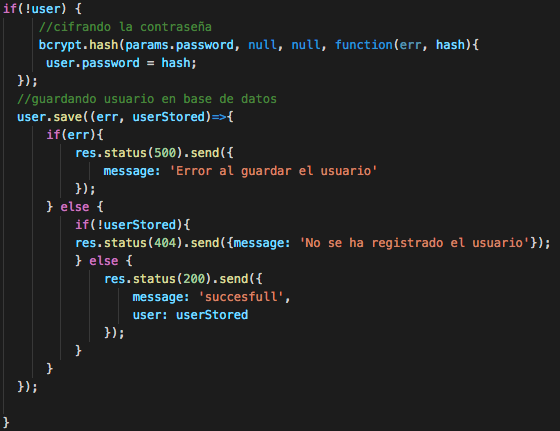 if(!user) {
//cifrando la contraseña
bcrypt.hash(params.password, null, null, function(err, hash){
user.password = hash;
});
//guardando usuario en base de datos
user.save((err, userStored)=>{
if(err){
res.status(500).send({
message: 'Error al guardar el usuario'
});
} else {
if(!userStored){
res.status(404).send({message: 'No se ha registrado el usuario'});
} else {
res.status(200).send({
message: 'succesfull',
user: userStored
});
}
}
});
}